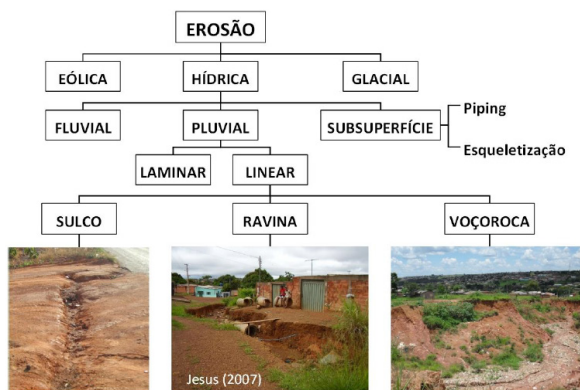 EROSÃO
EÓLICA
HÍDRICA
GLACIAL
FLUVIAL
PLUVIAL
SUBSUPERFÍCIE
Piping
Esqueletização
LAMINAR
LINEAR
SULCO
RAVINA
VOÇOROCA
Jesus (2007)